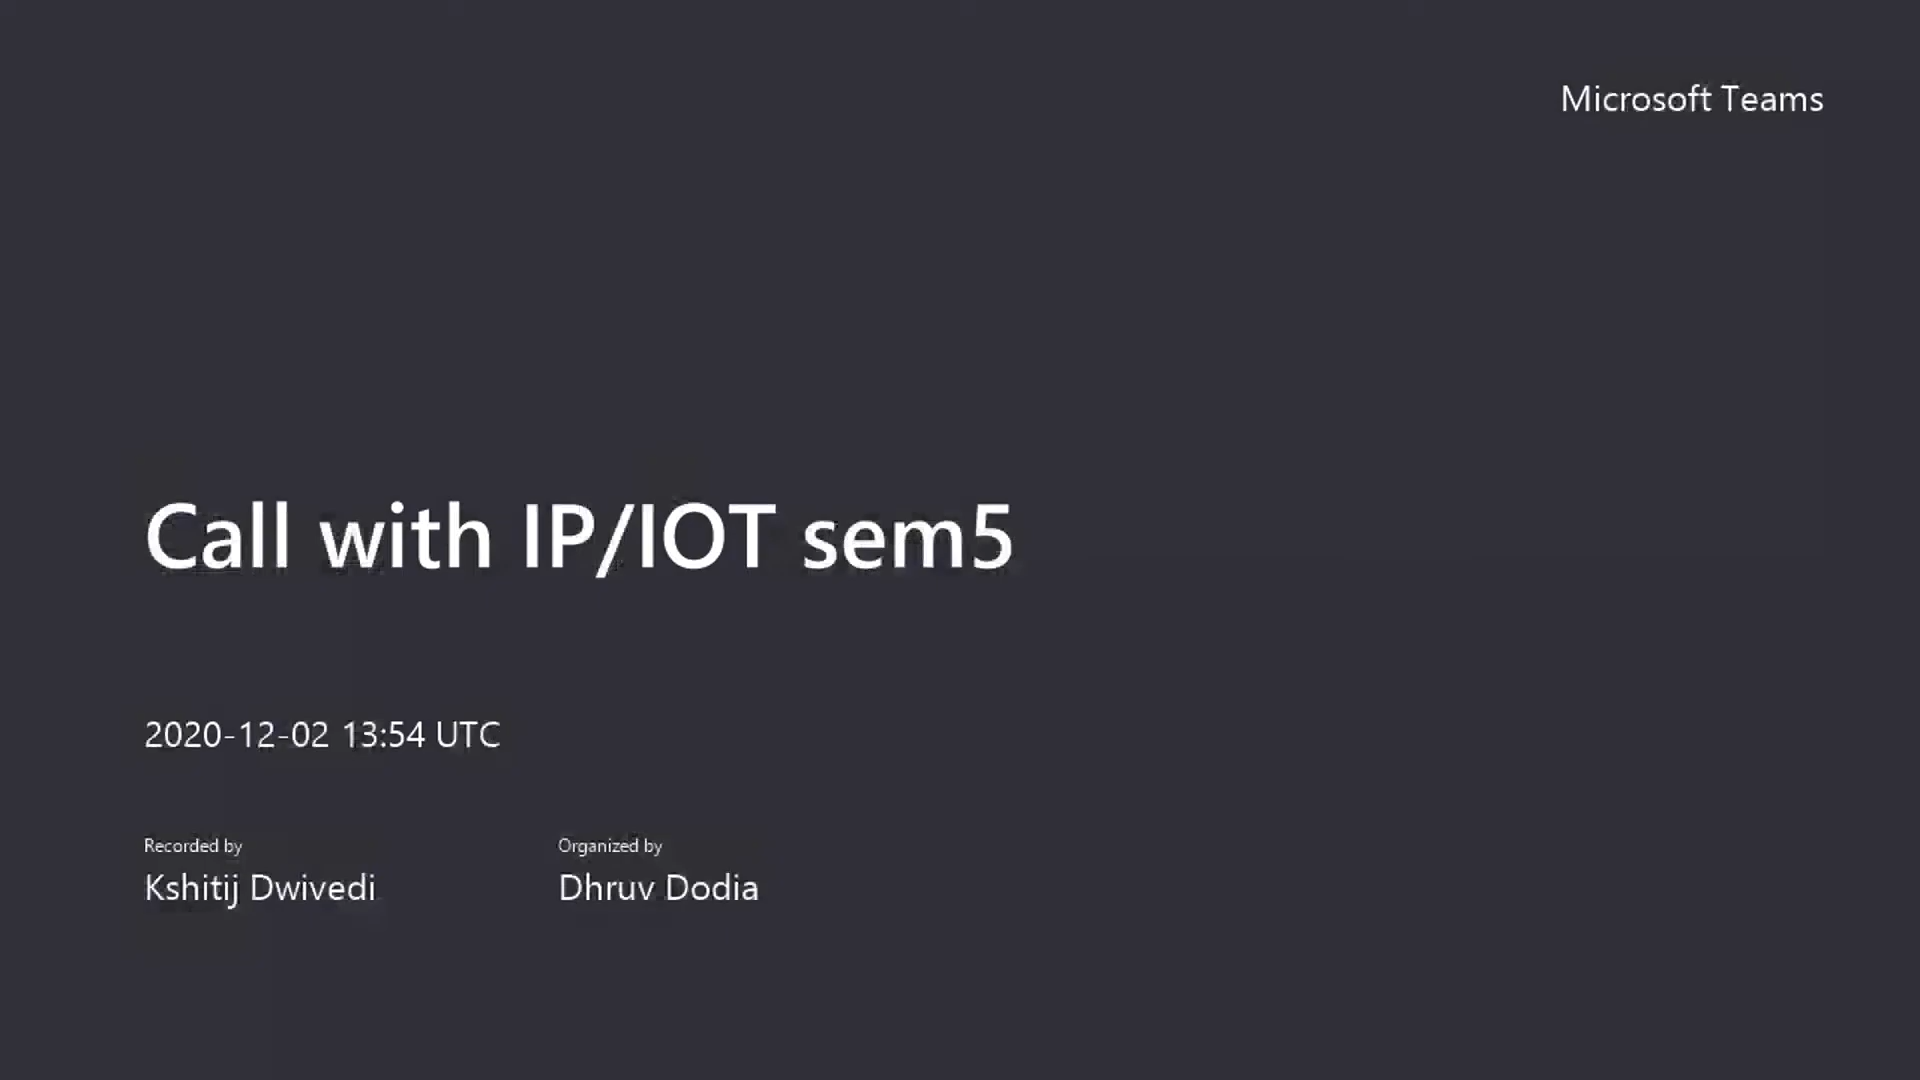 Microsoft Teams
Call with IP/IOT sem5
2020-12-02 13:54 UTC
Recorded by
Kshitij Dwivedi
Organized by
Dhruv Dodia